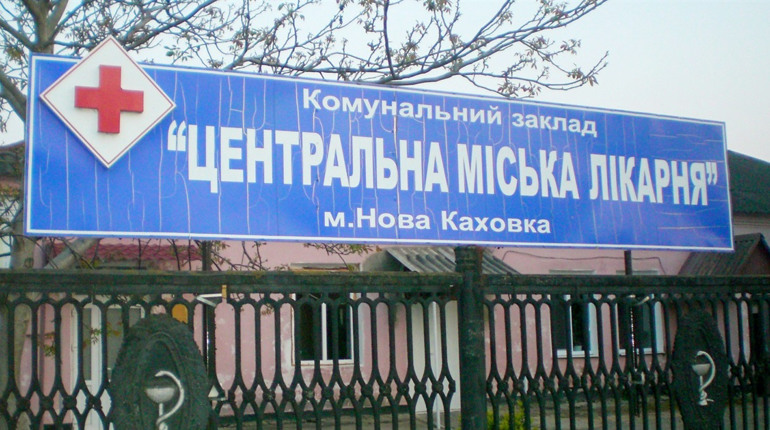 Комунальний заклад
“ЦЕНТРАЛЬНА МІСЬКА ЛІКАРНЯ”
м.Нова Каховка